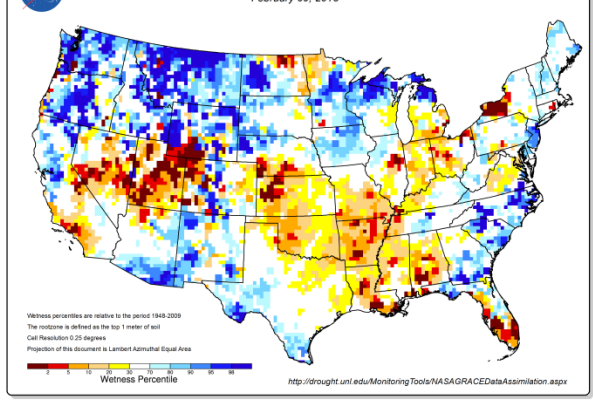 Wetness percentiles are relative to the period 1948-2009
The rootzone is defined as the top 1 meter of soil
Cell Resolution 0.25 degrees
Projection of this document is Lambert Azimuthal Equal Area
2 5 10 20 30 70 80 90 95 98
Wetness Percentile
http://drought.unl.edu/MonitoringTools/NASAGRACEDataAssimilation.aspx